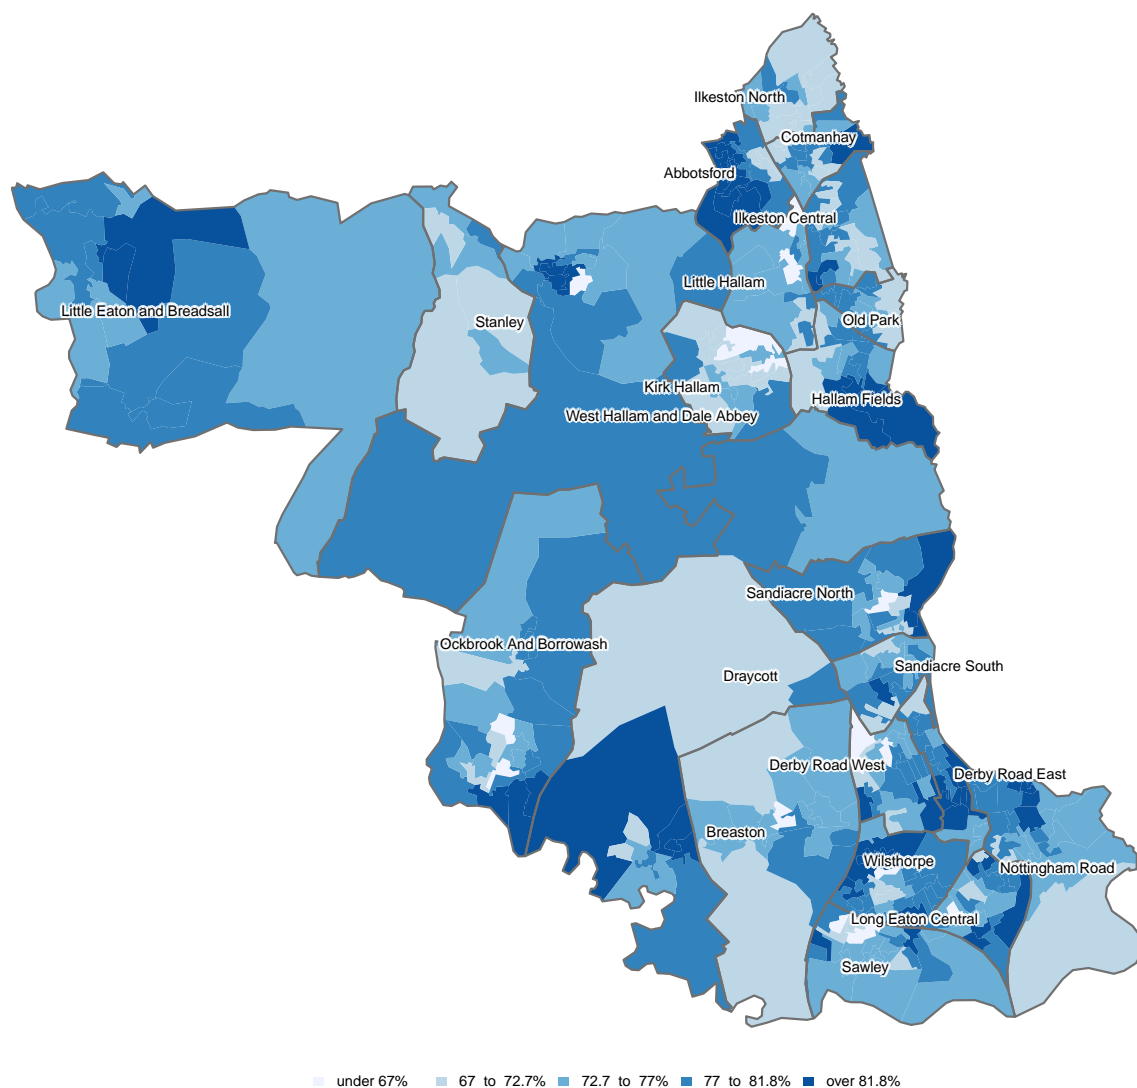 Ilkeston North
Cotmanhay
Abbotsford
Ilkeston Central
Little Hallam
Little Eaton and Breadsall
Stanley
Old Park
Kirk Hallam
Hallam Fields
West Hallam and Dale Abbey
Sandiacre North
Ockbrook And Borrowash
Sandiacre South
Draycott
Derby Road West
Derby Road East
Breaston
Wilsthorpe
Nottingham Road
Long Eaton Central
Sawley
under 67% 67 to 72.7% 72.7 to 77% 77 to 81.8% over 81.8%